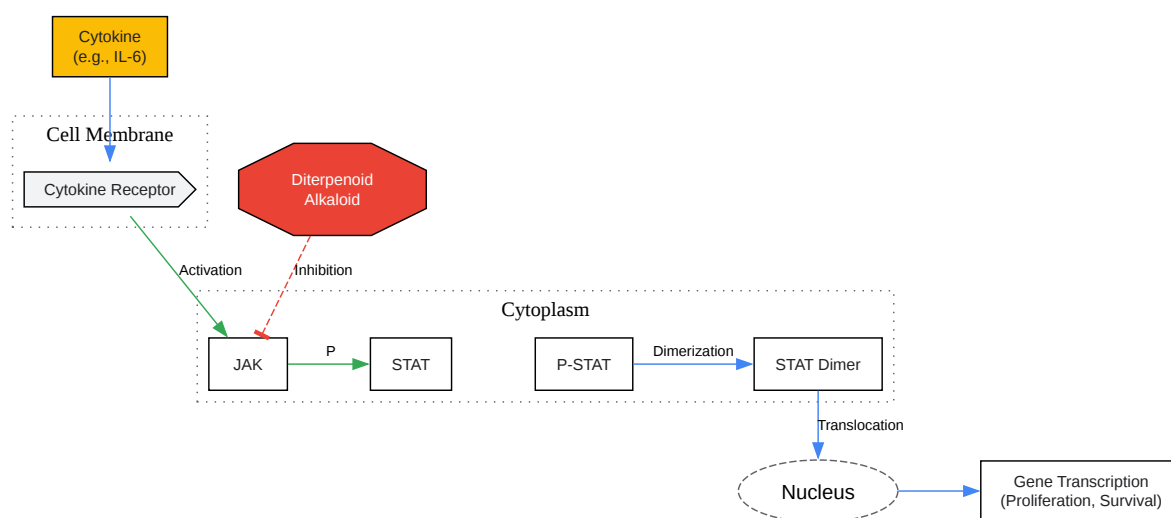 Cytokine
(e.g., IL-6)
Cell Membrane
Cytokine Receptor
Diterpenoid
Alkaloid
Activation
Inhibition
Cytoplasm
JAK
P
STAT
P-STAT
Dimerization
STAT Dimer
Translocation
Nucleus
Gene Transcription
(Proliferation, Survival)